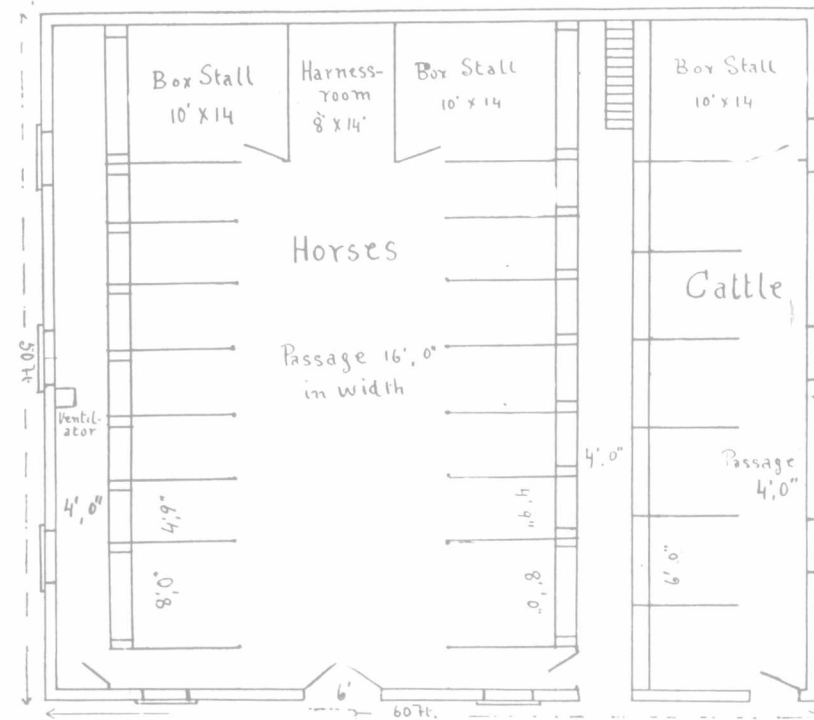 Box Stall
10' X 14
Harness-
room
8' X 14'
Box Stall
10' X 14
Box Stall
10' X 14
Horses
Cattle
Passage 16', 0"
in width
50 ft
Ventil-
ator
4', 0"
4', 0"
Passage
4', 0"
4', 9"
4', 9"
8', 0"
8', 0"
6', 0"
6'
60 ft.